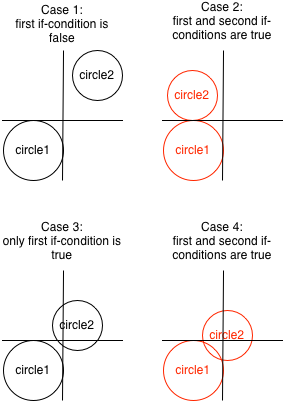 Case 1:
first if-condition is
false
circle2
circle1
Case 2:
first and second if-
conditions are true
circle2
circle1
Case 3:
only first if-condition is
true
circle2
circle1
Case 4:
first and second if-
conditions are true
circle2
circle1